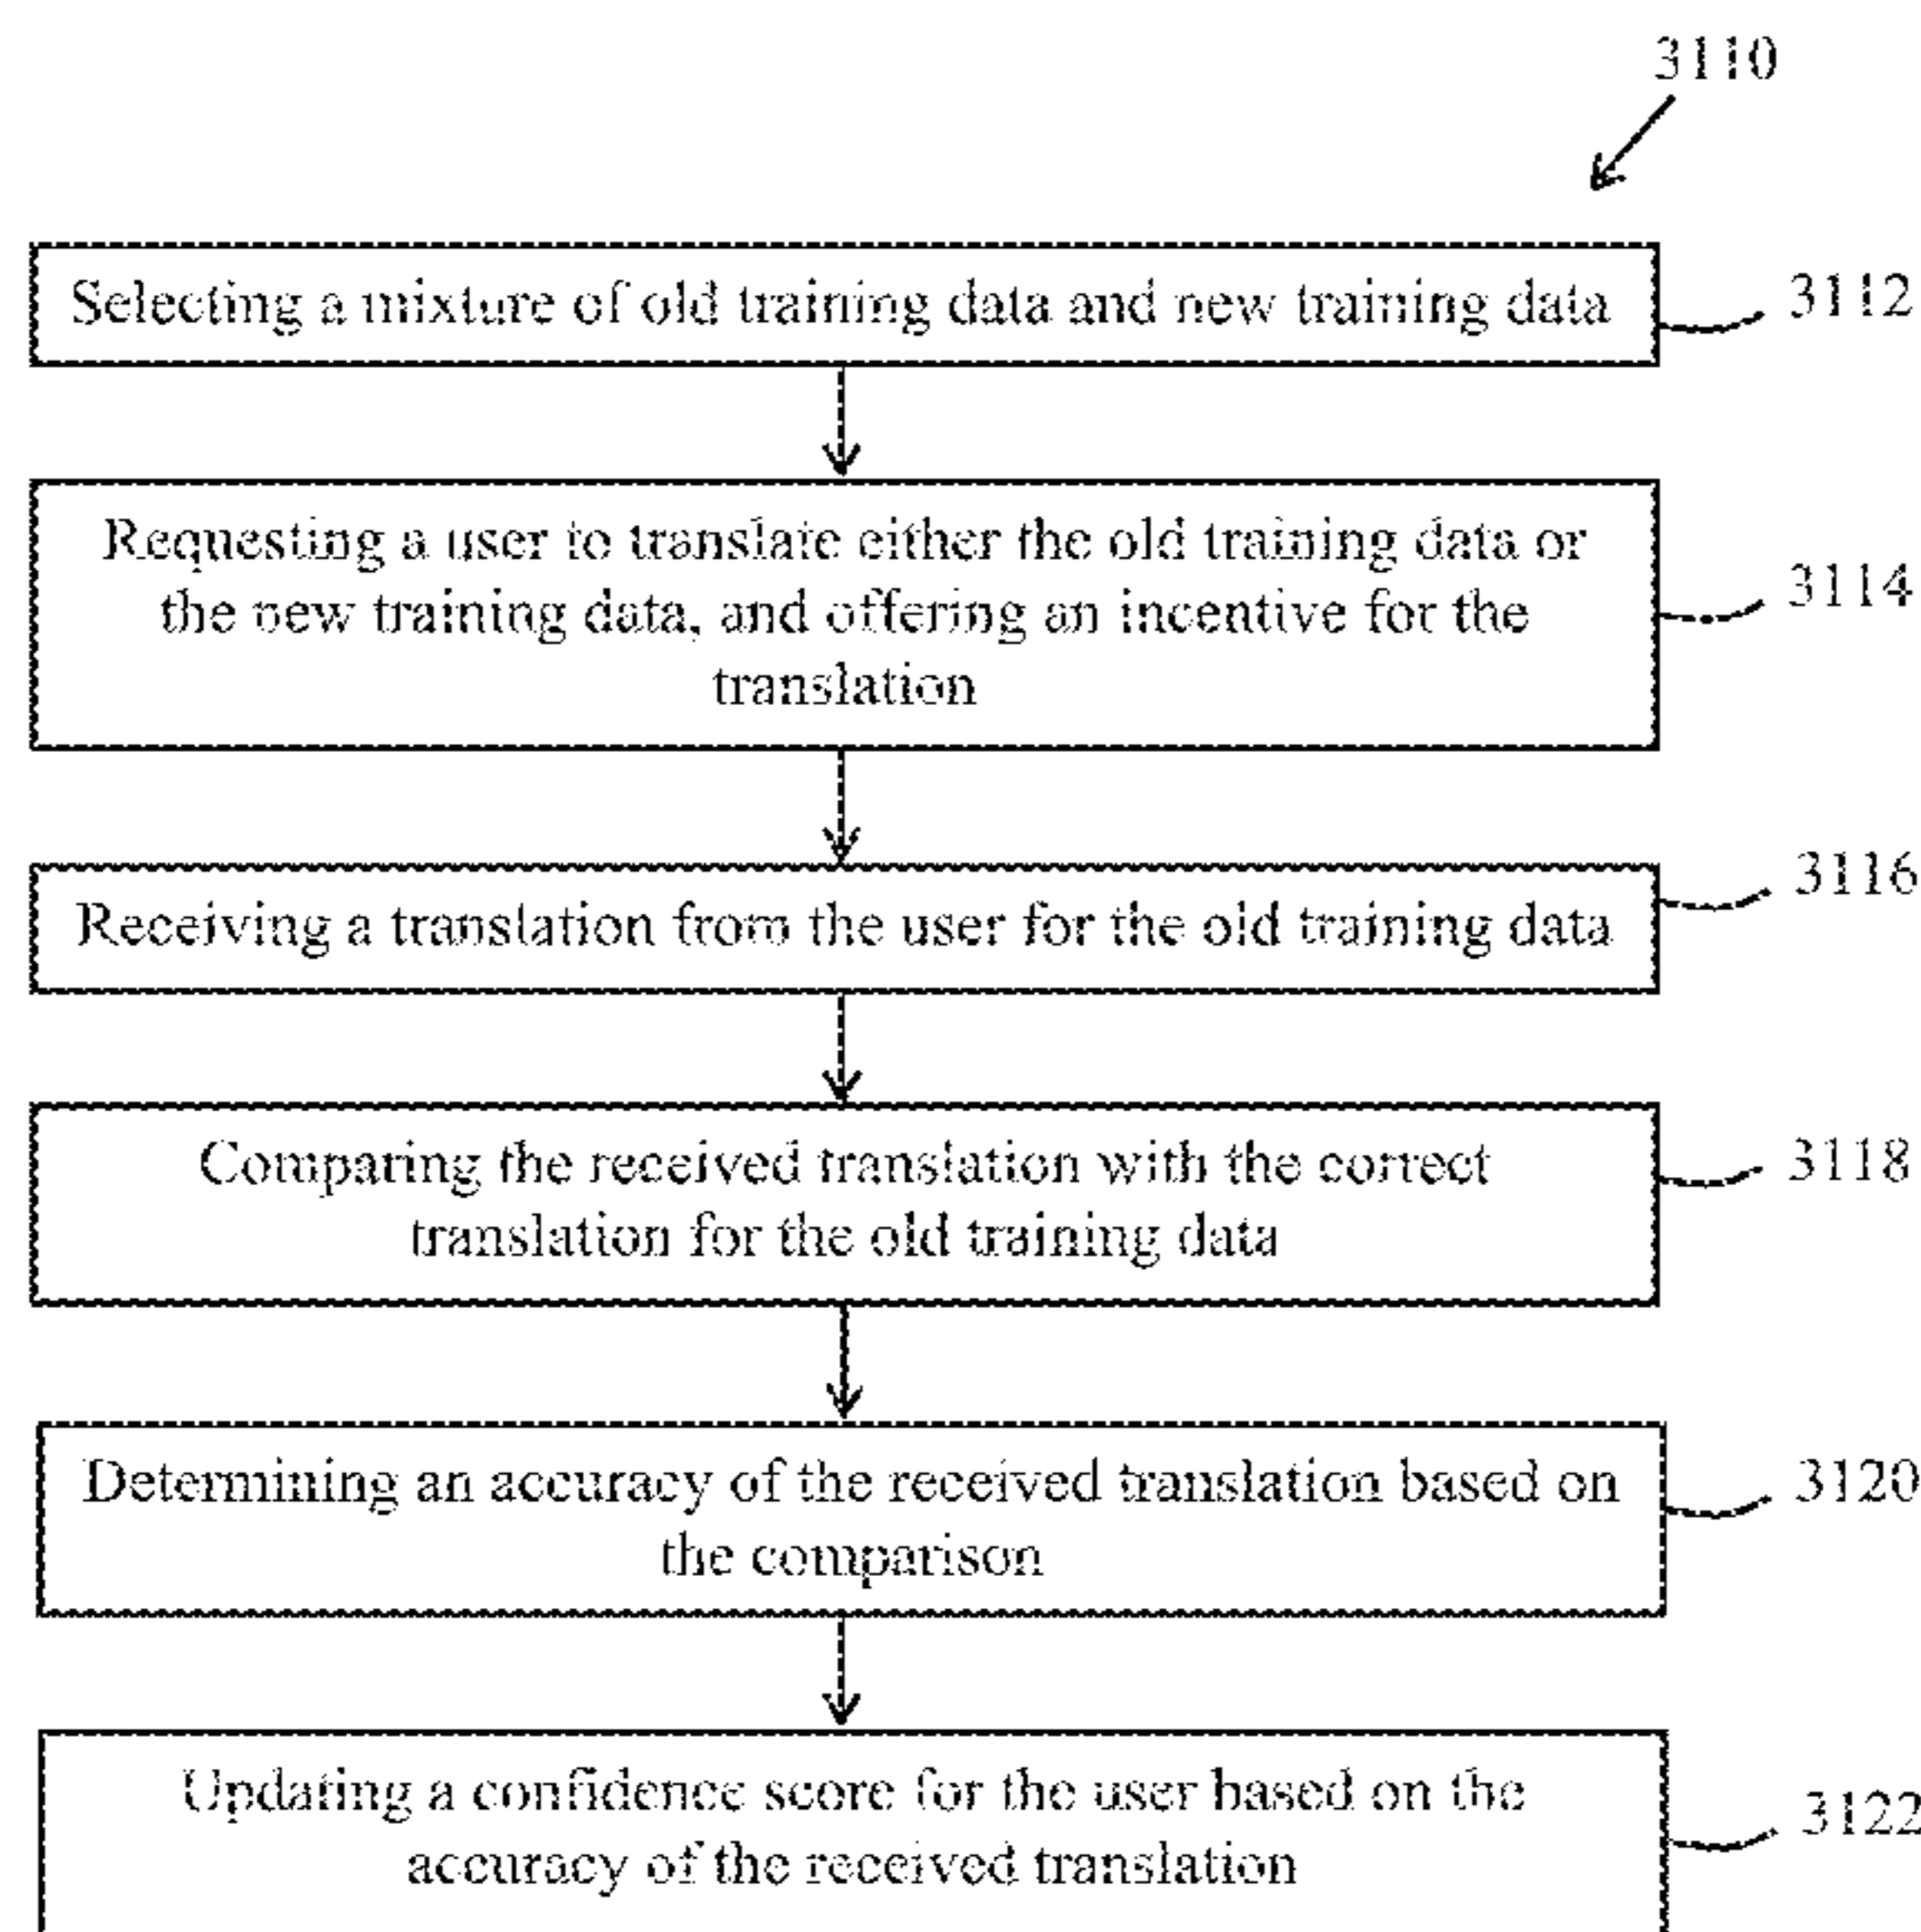 3110
Selecting a mixture of old training data and new training data
3112
Requesting a user to translate either the old training data or
the new training data, and offering an incentive for the
translation
3114
Receiving a translation from the user for the old training data
3116
Comparing the received translation with the correct
translation for the old training data
3118
Determining an accuracy of the received translation based on
the comparison
3120
Updating a confidence score for the user based on the
accuracy of the received translation
3122